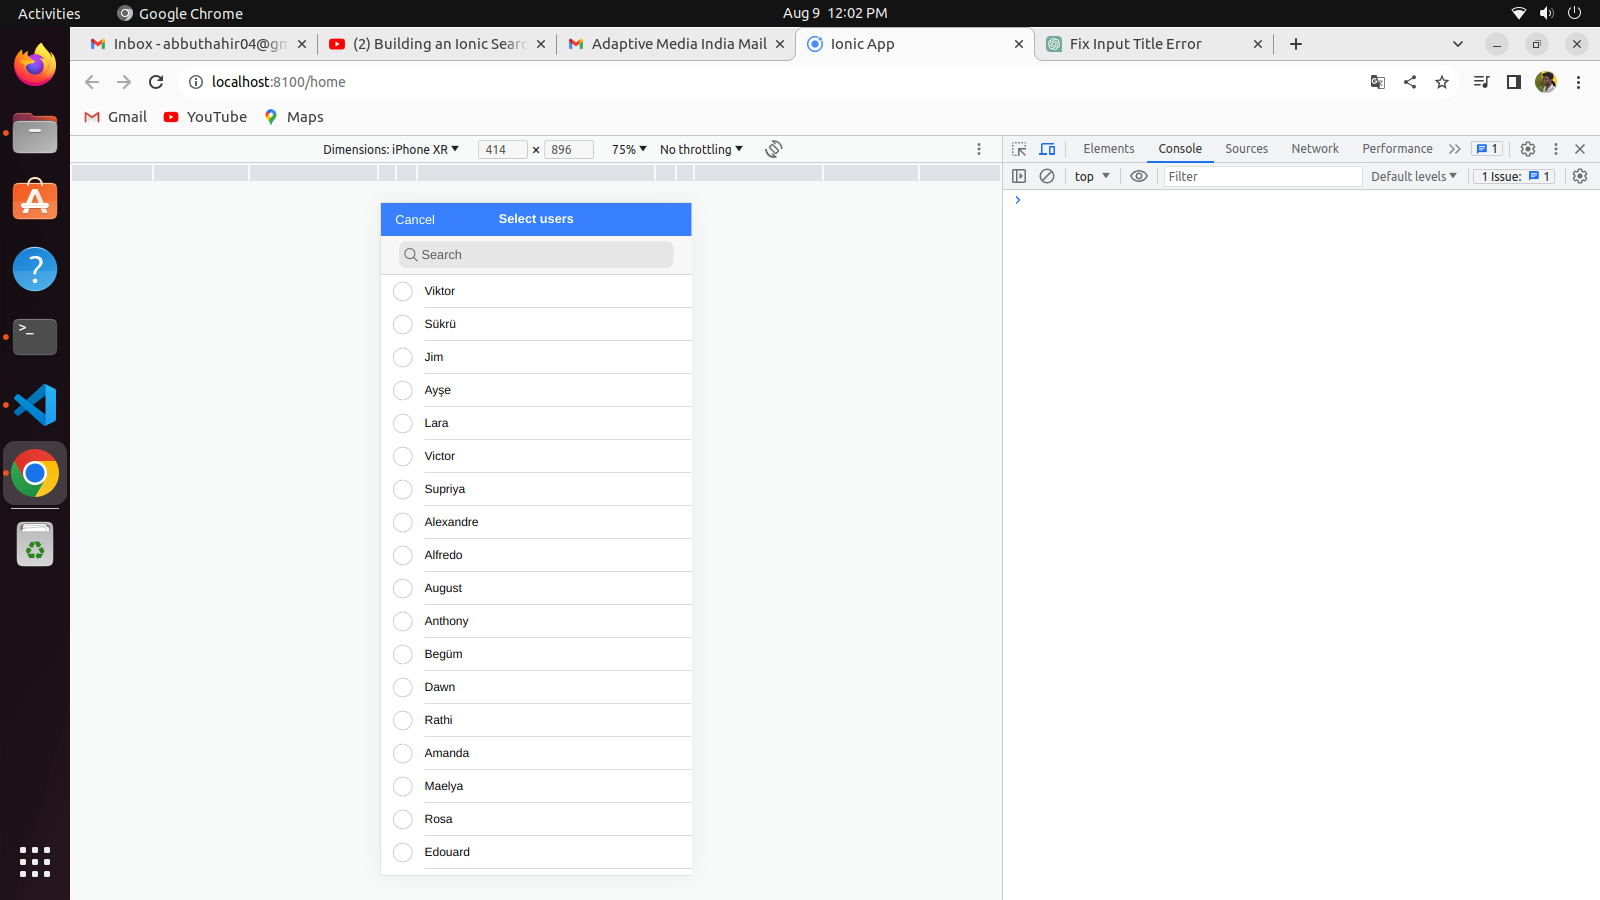 Activities
Google Chrome
Aug 9 12:02 PM
Inbox - abbuthahir04@gm
(2) Building an Ionic Searc
Adaptive Media India Mail
Ionic App
Fix Input Title Error
localhost:8100/home
Gmail
YouTube
Maps
Dimensions: iPhone XR
414 × 896
75%
No throttling
Elements
Console
Sources
Network
Performance
1
top
Filter
Default levels
1 Issue: 1
Cancel
Select users
Search
Viktor
Sükrü
Jim
Ayşe
Lara
Victor
Supriya
Alexandre
Alfredo
August
Anthony
Begüm
Dawn
Rathi
Amanda
Maelya
Rosa
Edouard